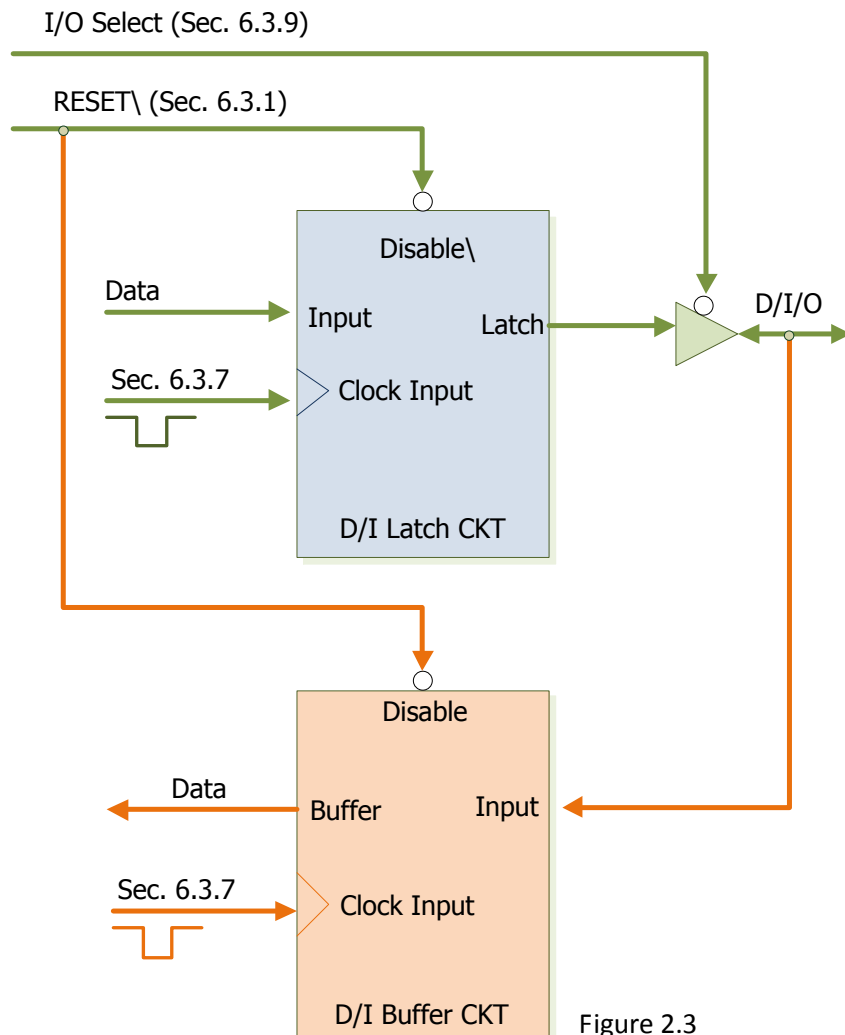 I/O Select (Sec. 6.3.9)
RESET\ (Sec. 6.3.1)
Disable\
Data
Input
Latch
D/I/O
Sec. 6.3.7
Clock Input
D/I Latch CKT
Disable
Data
Buffer
Input
Sec. 6.3.7
Clock Input
D/I Buffer CKT
Figure 2.3